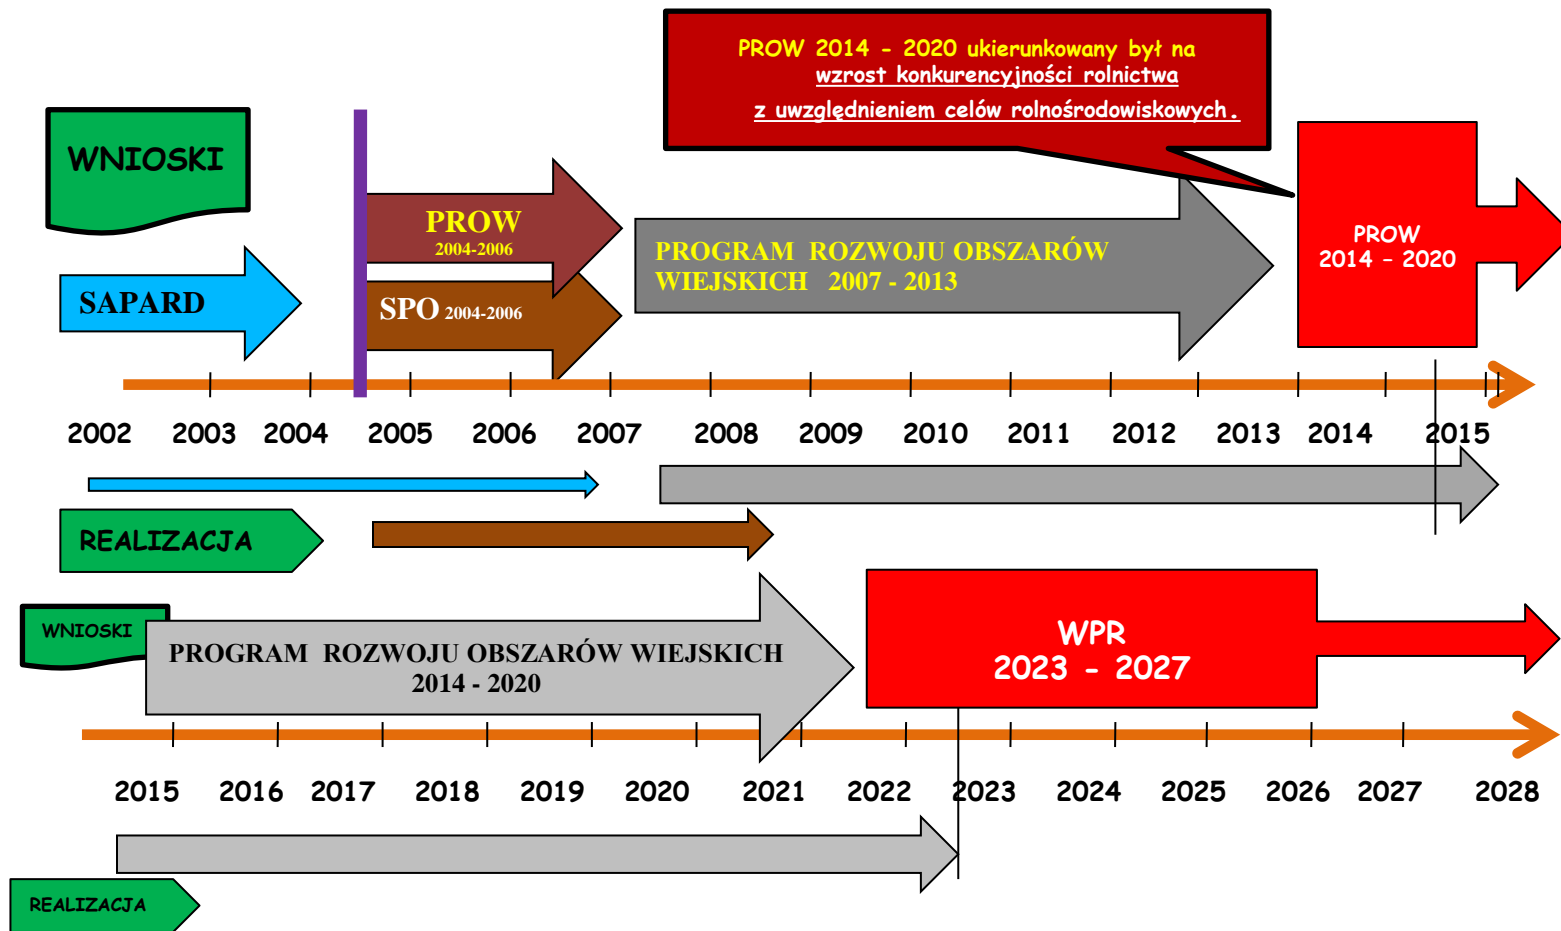 PROW 2014 - 2020 ukierunkowany był na
wzrost konkurencyjności rolnictwa
z uwzględnieniem celów rolnośrodowiskowych.
WNIOSKI
PROW
2004-2006
PROGRAM ROZWOJU OBSZARÓW
WIEJSKICH 2007 - 2013
PROW
2014 – 2020
SAPARD
SPO 2004-2006
2002 2003 2004 2005 2006 2007 2008 2009 2010 2011 2012 2013 2014 2015
REALIZACJA
WNIOSKI
PROGRAM ROZWOJU OBSZARÓW WIEJSKICH
2014 - 2020
WPR
2023 - 2027
2015 2016 2017 2018 2019 2020 2021 2022 2023 2024 2025 2026 2027 2028
REALIZACJA